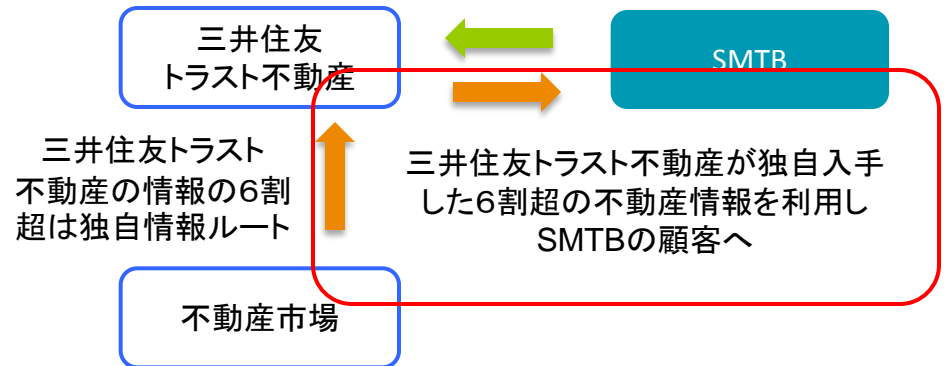 三井住友
トラスト不動産
SMTB
三井住友トラスト
不動産の情報の6割
超は独自情報ルート
三井住友トラスト不動産が独自入手
した6割超の不動産情報を利用し
SMTBの顧客へ
不動産市場